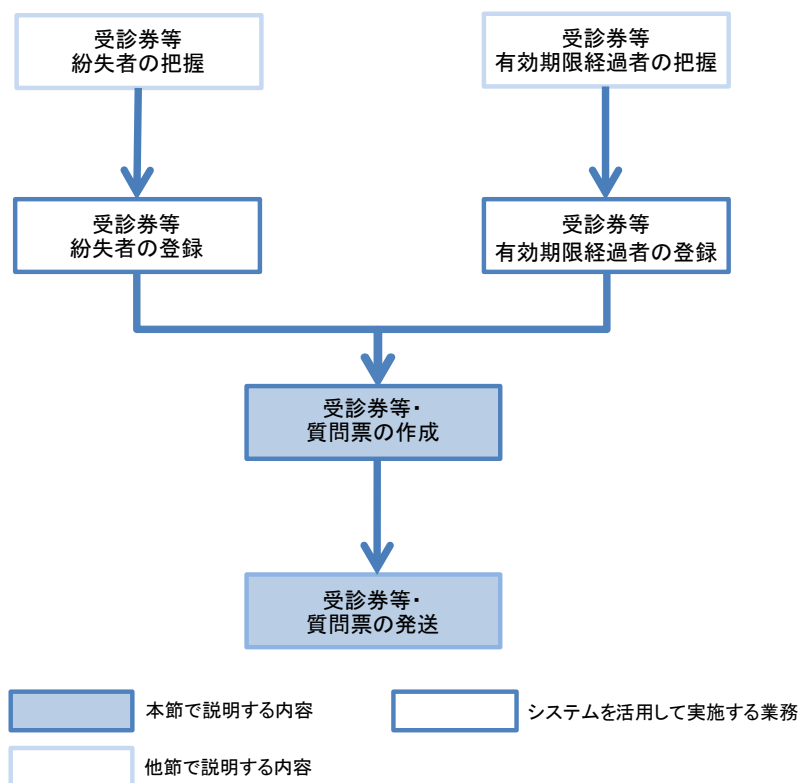 受診券等
紛失者の把握
受診券等
有効期限経過者の把握
受診券等
紛失者の登録
受診券等
有効期限経過者の登録
受診券等・
質問票の作成
受診券等・
質問票の発送
本節で説明する内容
システムを活用して実施する業務
他節で説明する内容